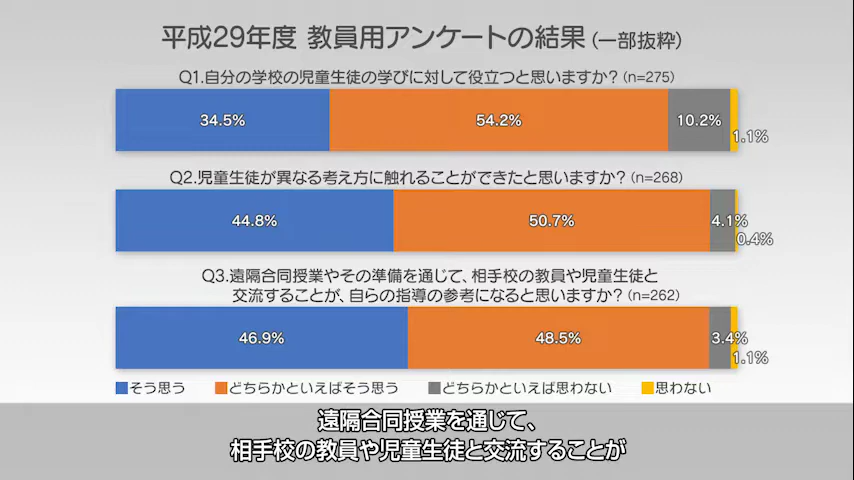 平成29年度 教員用アンケートの結果(一部抜粋)
Q1.自分の学校の児童生徒の学びに対して役立つと思いますか?(n=275)
34.5% 54.2% 10.2% 1.1%
Q2.児童生徒が異なる考え方に触れることができたと思いますか?(n=268)
44.8% 50.7% 4.1% 0.4%
Q3.遠隔合同授業やその準備を通じて、相手校の教員や児童生徒と
交流することが、自らの指導の参考になると思いますか?(n=262)
46.9% 48.5% 3.4% 1.1%
そう思う どちらかといえばそう思う どちらかといえば思わない 思わない
遠隔合同授業を通じて、
相手校の教員や児童生徒と交流することが